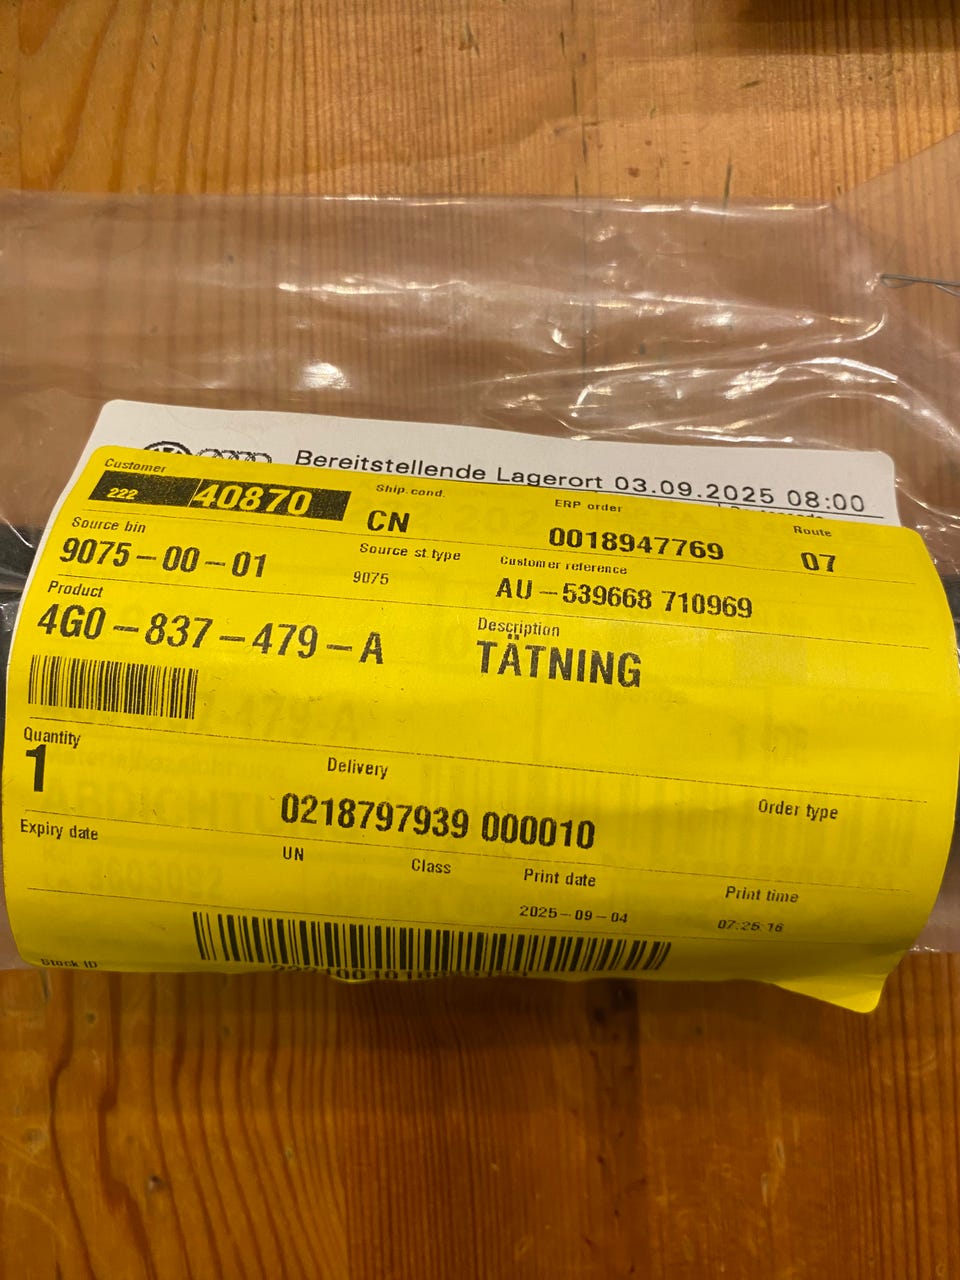 Bereitstellende Lagerort 03.09.2025 08:00
Customer
222 40870
Ship.cond.
CN
ERP order
0018947769
Route
07
Source bin
9075-00-01
Source st.type
9075
Customer reference
AU-539668 710969
Product
4G0-837-479-A
Description
TÄTNING
Quantity
1
Delivery
0218797939 000010
Order type
Expiry date
UN
Class
Print date
2025-09-04
Print time
07:25:16
Stock ID